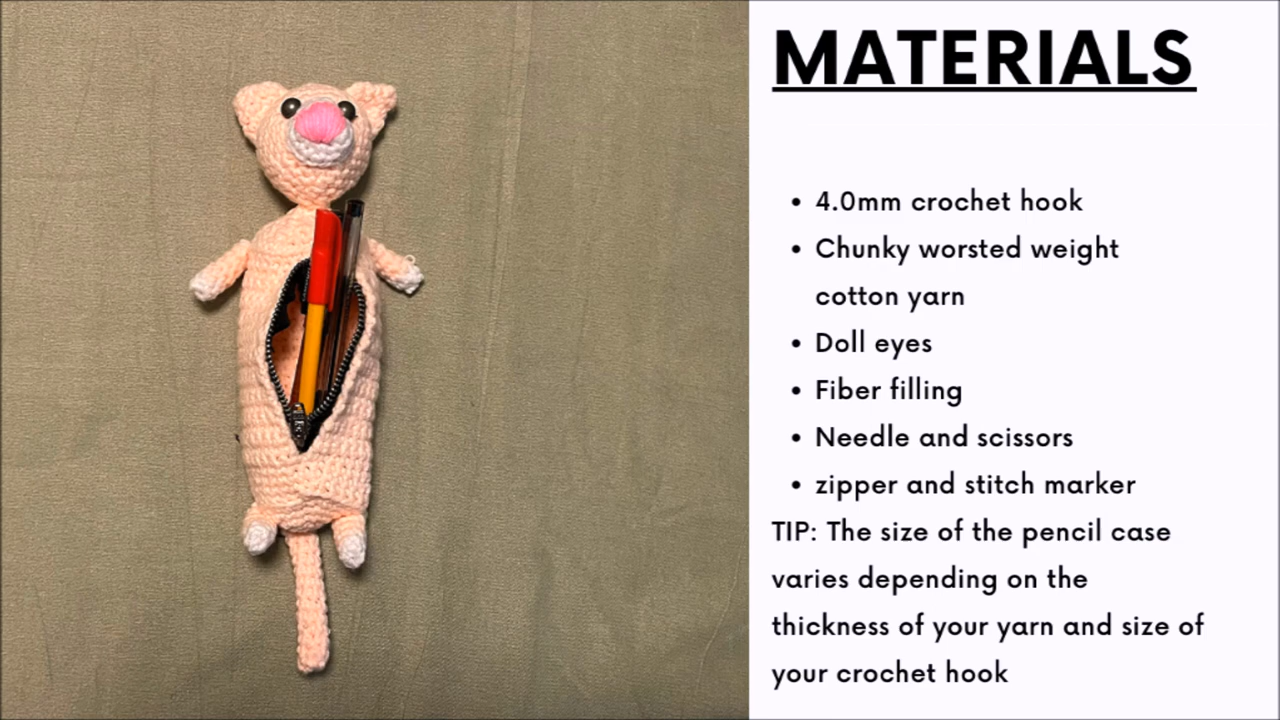 MATERIALS
• 4.0mm crochet hook
• Chunky worsted weight
cotton yarn
• Doll eyes
• Fiber filling
• Needle and scissors
• zipper and stitch marker
TIP: The size of the pencil case
varies depending on the
thickness of your yarn and size of
your crochet hook